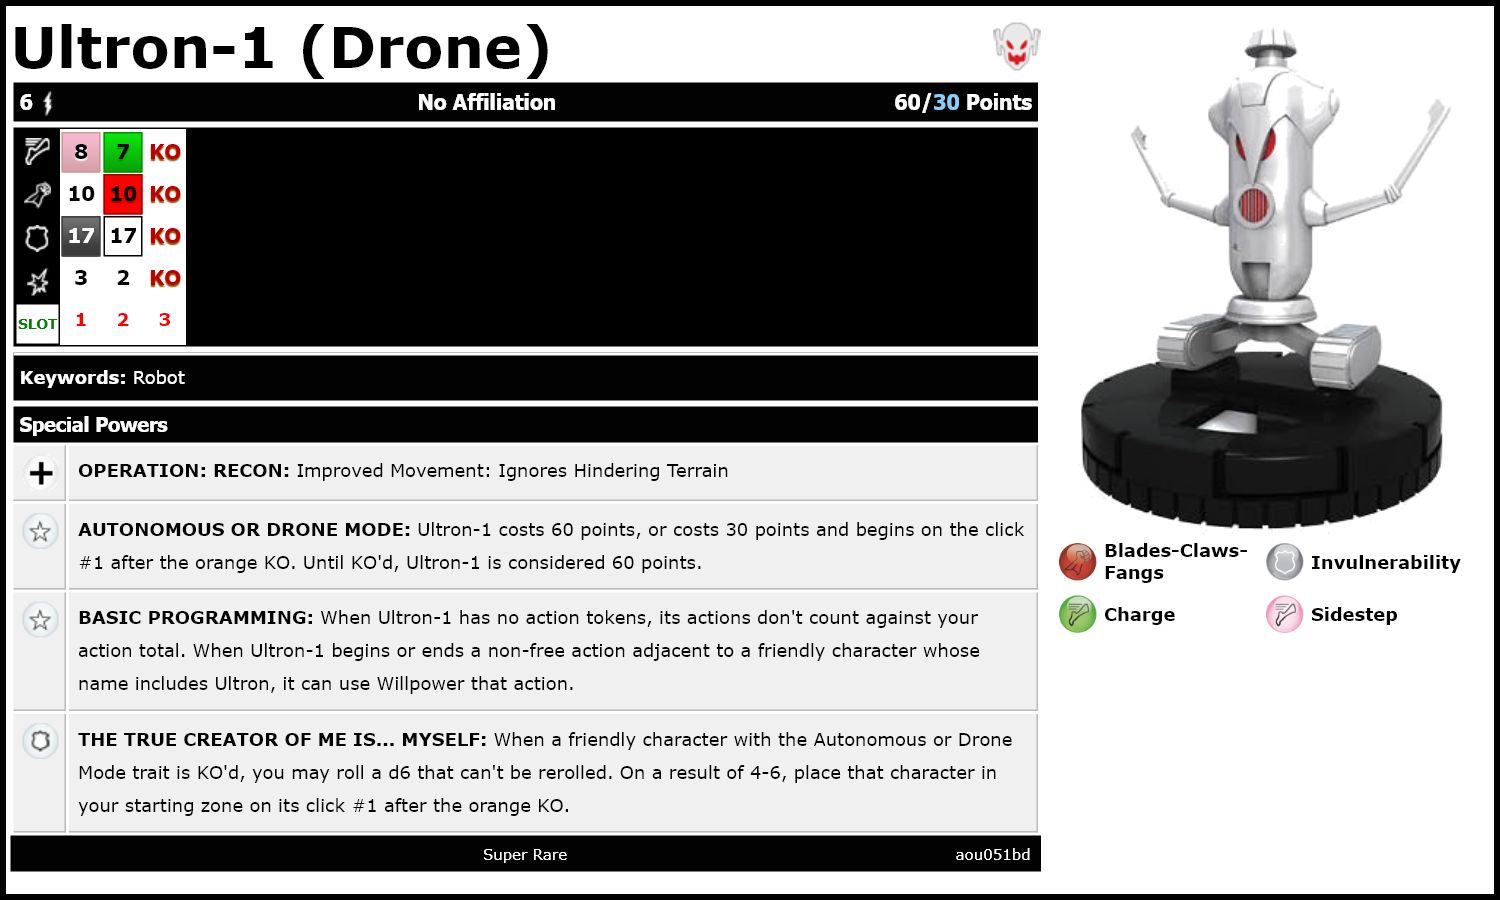 Ultron-1 (Drone)
6 No Affiliation 60/30 Points
8 7 KO
10 10 KO
17 17 KO
3 2 KO
SLOT 1 2 3
Keywords: Robot
Special Powers
OPERATION: RECON: Improved Movement: Ignores Hindering Terrain
AUTONOMOUS OR DRONE MODE: Ultron-1 costs 60 points, or costs 30 points and begins on the click
#1 after the orange KO. Until KO'd, Ultron-1 is considered 60 points.
BASIC PROGRAMMING: When Ultron-1 has no action tokens, its actions don't count against your
action total. When Ultron-1 begins or ends a non-free action adjacent to a friendly character whose
name includes Ultron, it can use Willpower that action.
THE TRUE CREATOR OF ME IS... MYSELF: When a friendly character with the Autonomous or Drone
Mode trait is KO'd, you may roll a d6 that can't be rerolled. On a result of 4-6, place that character in
your starting zone on its click #1 after the orange KO.
Super Rare aou051bd
Blades-Claws-
Fangs
Invulnerability
Charge
Sidestep